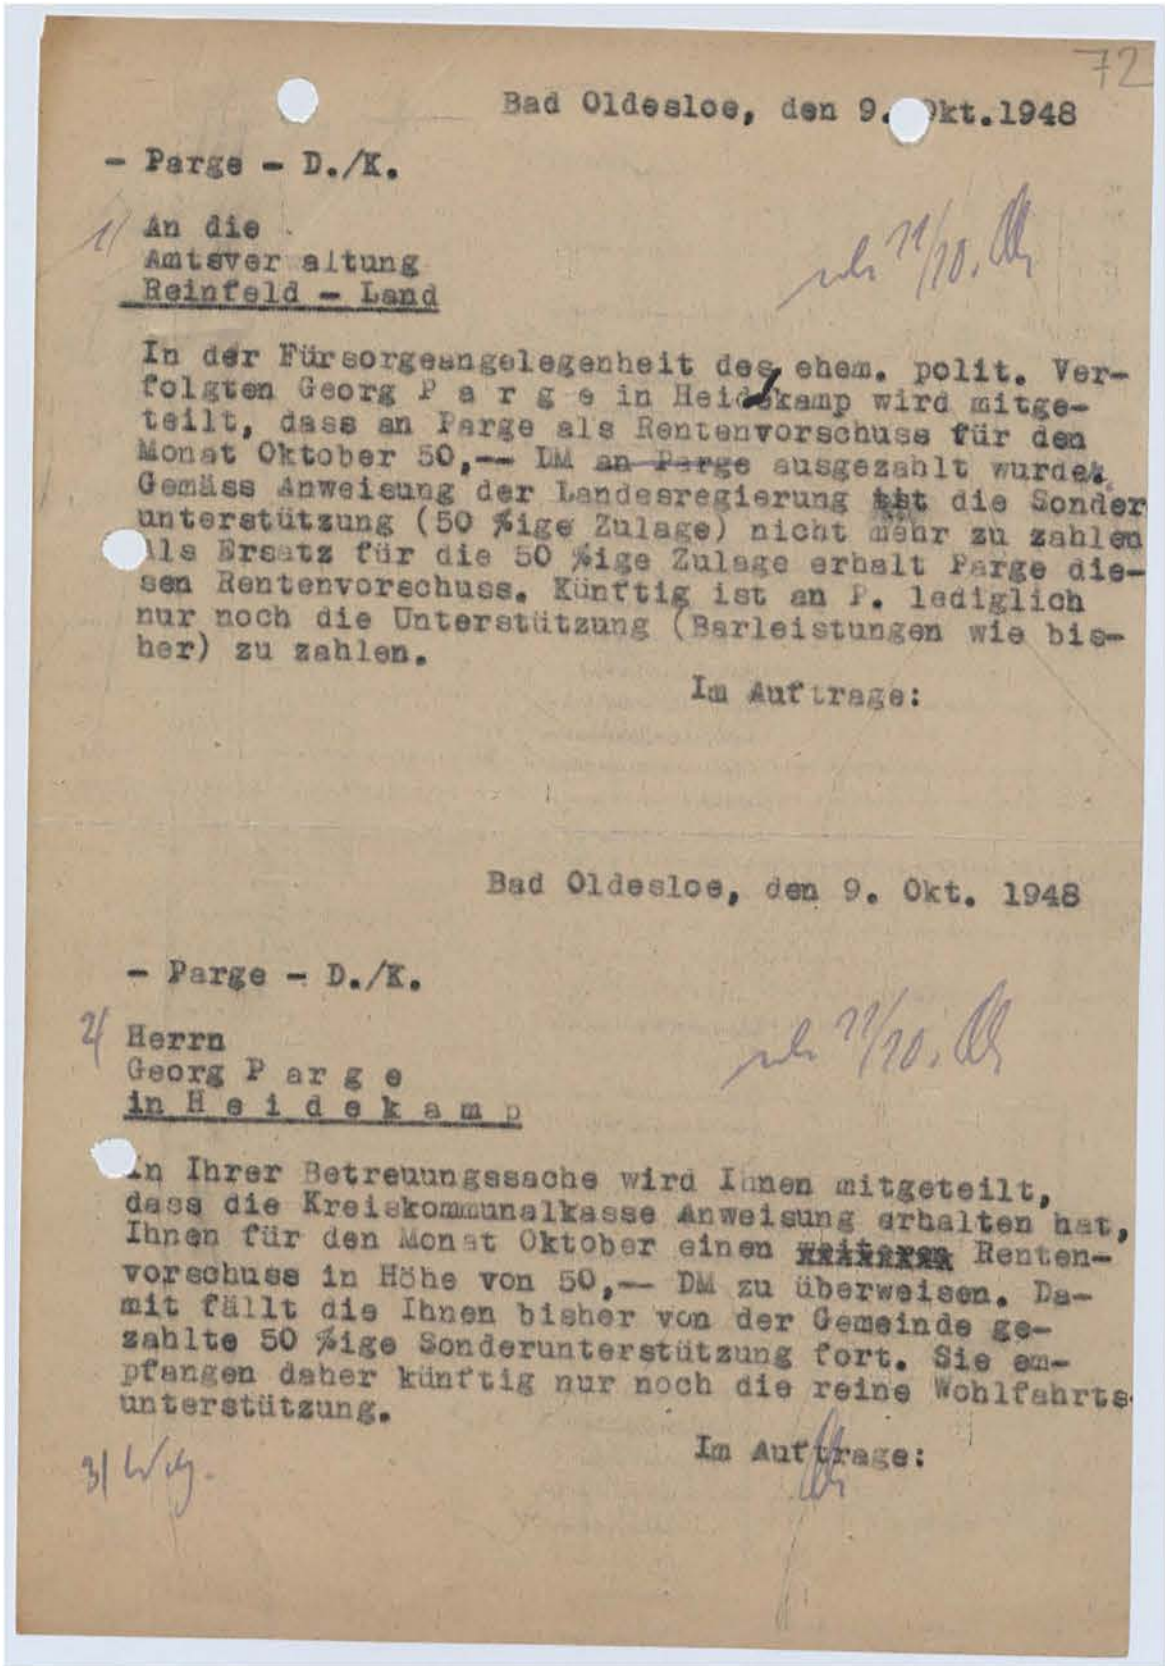 72
Bad Oldesloe, den 9. Okt.1948
- Parge - D./K.
1/ An die
Amtsverwaltung
Reinfeld - Land
In der Fürsorgeangelegenheit des ehem. polit. Ver-
folgten Georg P a r g e in Heidekamp wird mitge-
teilt, dass an Parge als Rentenvorschuss für den
Monat Oktober 50,-- DM an Parge ausgezahlt wurde.
Gemäss Anweisung der Landesregierung ist die Sonder
unterstützung (50 %ige Zulage) nicht mehr zu zahlen
Als Ersatz für die 50 %ige Zulage erhalt Parge die-
sen Rentenvorschuss. Künftig ist an P. lediglich
nur noch die Unterstützung (Barleistungen wie bis-
her) zu zahlen.
Im Auftrage:
Bad Oldesloe, den 9. Okt. 1948
- Parge - D./K.
2/ Herrn
Georg P a r g e
in H e i d e k a m p
In Ihrer Betreuungssache wird Ihnen mitgeteilt,
dass die Kreiskommunalkasse Anweisung erhalten hat,
Ihnen für den Monat Oktober einen Renten-
vorschuss in Höhe von 50,-- DM zu überweisen. Da-
mit fällt die Ihnen bisher von der Gemeinde ge-
zahlte 50 %ige Sonderunterstützung fort. Sie em-
pfangen daher künftig nur noch die reine Wohlfahrts-
unterstützung.
Im Auftrage:
3/